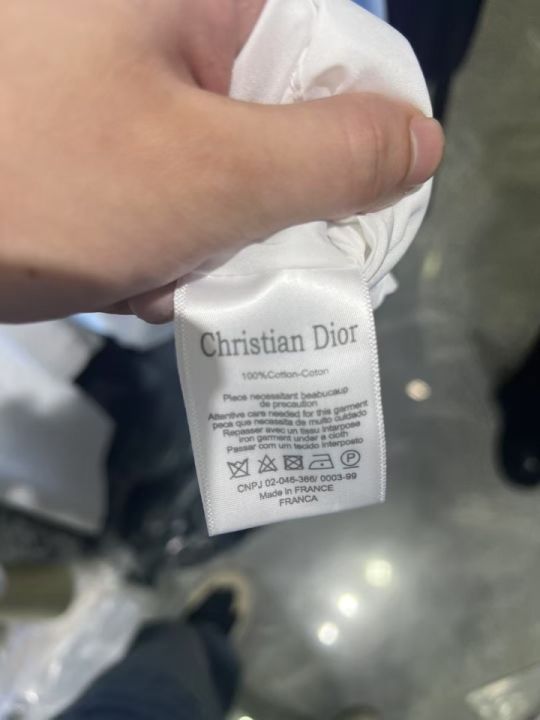 Christian Dior
100%Cotton-Coton
Piece necessitant beabucaup
de precaution
Attentive care needed for this garment
peca que necessita de muito cuidado
Repasser avec un tissu interpose
iron garment under a cloth
Passar com um tecido interposto
P
CNPJ 02-046-366/ 0003-99
Made in FRANCE
FRANCA